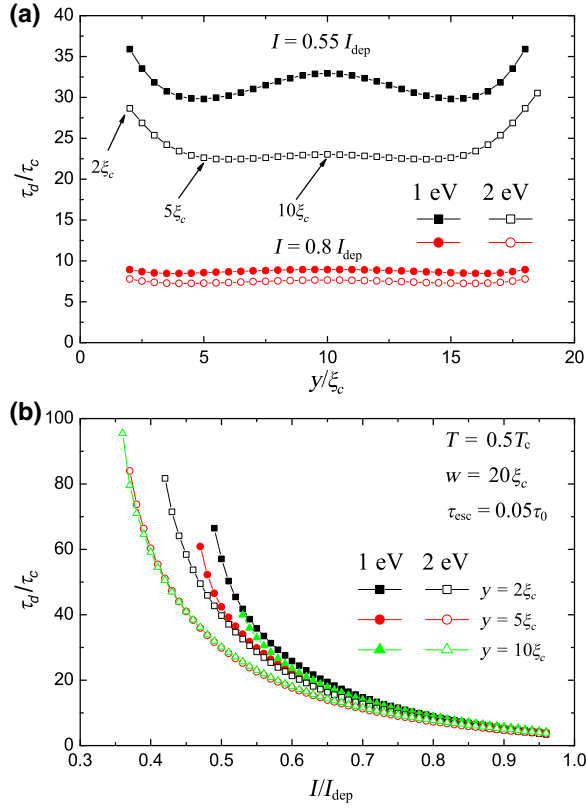 (a)
40
35
30
25
20
15
10
5
0
τd/τc
I = 0.55 Idep
2ξc
5ξc
10ξc
1 eV 2 eV
I = 0.8 Idep
0 5 10 15 20
y/ξc
(b)
100
80
60
40
20
0
τd/τc
T = 0.5Tc
w = 20ξc
τesc = 0.05τ0
1 eV 2 eV
y = 2ξc
y = 5ξc
y = 10ξc
0.3 0.4 0.5 0.6 0.7 0.8 0.9 1.0
I/Idep